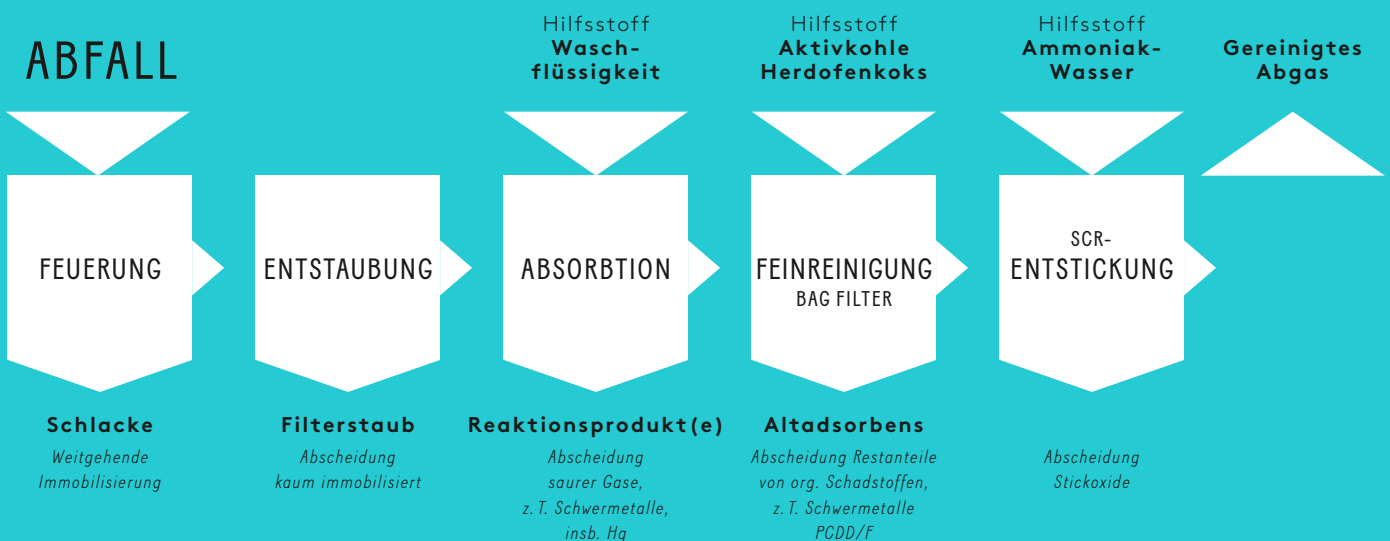 ABFALL
Hilfsstoff
Wasch-
flüssigkeit
Hilfsstoff
Aktivkohle
Herdofenkoks
Hilfsstoff
Ammoniak-
Wasser
Gereinigtes
Abgas
FEUERUNG
ENTSTAUBUNG
ABSORBTION
FEINREINIGUNG
BAG FILTER
SCR-
ENTSTICKUNG
Schlacke
Weitgehende
Immobilisierung
Filterstaub
Abscheidung
kaum immobilisiert
Reaktionsprodukt(e)
Abscheidung
saurer Gase,
z. T. Schwermetalle,
insb. Hg
Altadsorbens
Abscheidung Restanteile
von org. Schadstoffen,
z. T. Schwermetalle
PCDD/F
Abscheidung
Stickoxide